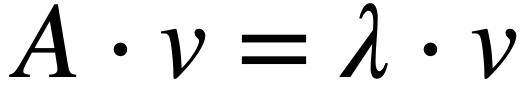 A · v = λ · v